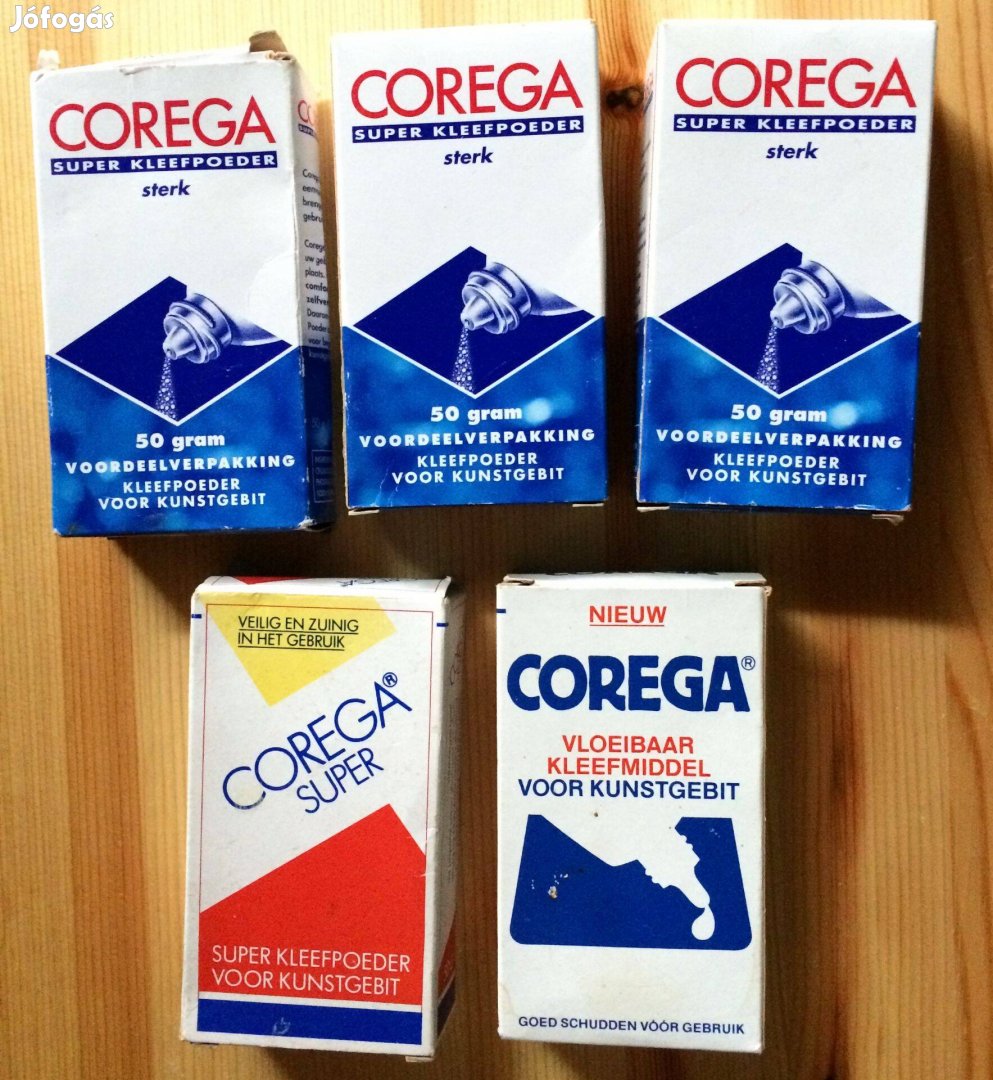 Jófogás
COREGA
SUPER KLEEFPOEDER
sterk
50 gram
VOORDEELVERPAKKING
KLEEFPOEDER
VOOR KUNSTGEBIT
COREGA
SUPER KLEEFPOEDER
sterk
50 gram
VOORDEELVERPAKKING
KLEEFPOEDER
VOOR KUNSTGEBIT
COREGA
SUPER KLEEFPOEDER
sterk
50 gram
VOORDEELVERPAKKING
KLEEFPOEDER
VOOR KUNSTGEBIT
VEILIG EN ZUINIG
IN HET GEBRUIK
COREGA®
SUPER
SUPER KLEEFPOEDER
VOOR KUNSTGEBIT
NIEUW
COREGA®
VLOEIBAAR
KLEEFMIDDEL
VOOR KUNSTGEBIT
GOED SCHUDDEN VÓÓR GEBRUIK